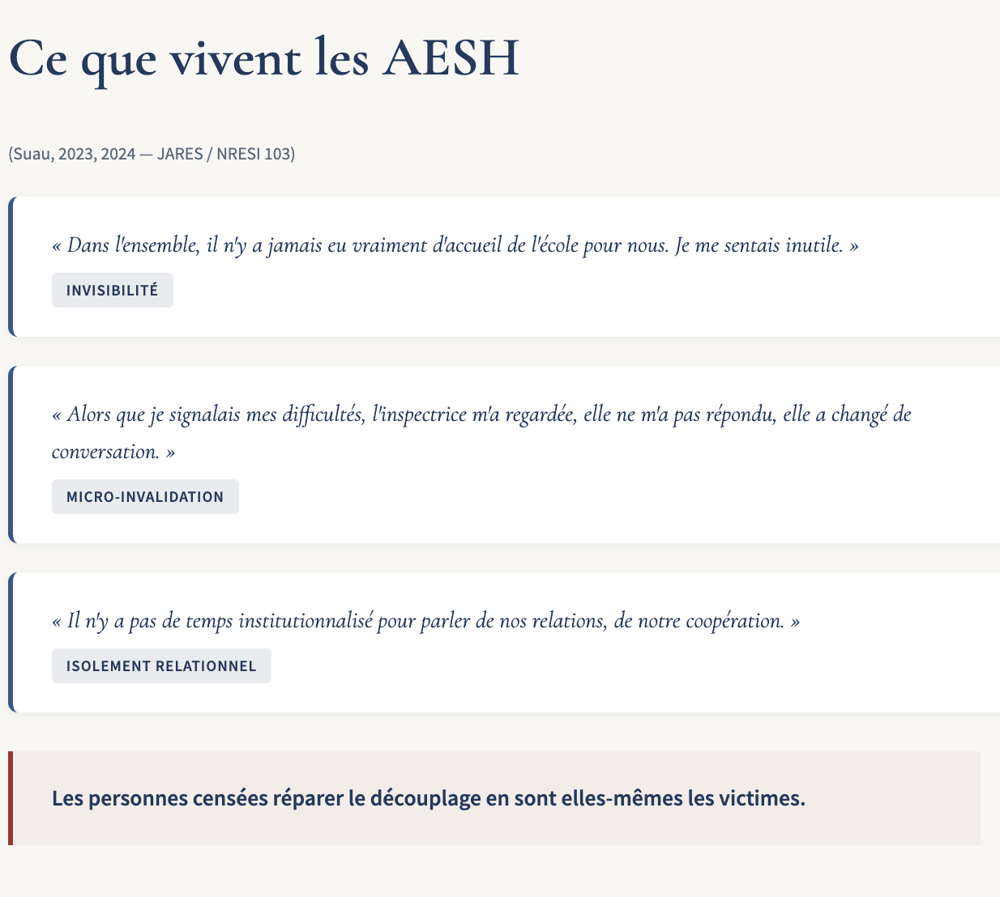 Ce que vivent les AESH
(Suau, 2023, 2024 — JARES / NRESI 103)
« Dans l'ensemble, il n'y a jamais eu vraiment d'accueil de l'école pour nous. Je me sentais inutile. »
INVISIBILITÉ
« Alors que je signalais mes difficultés, l'inspectrice m'a regardée, elle ne m'a pas répondu, elle a changé de
conversation. »
MICRO-INVALIDATION
« Il n'y a pas de temps institutionnalisé pour parler de nos relations, de notre coopération. »
ISOLEMENT RELATIONNEL
Les personnes censées réparer le découplage en sont elles-mêmes les victimes.